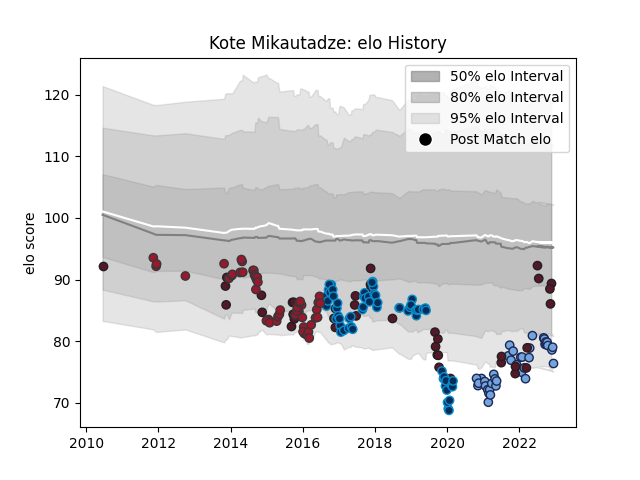 Kote Mikautadze: elo History
50% elo Interval
80% elo Interval
95% elo Interval
Post Match elo
elo score
120
110
100
90
80
70
2010
2012
2014
2016
2018
2020
2022